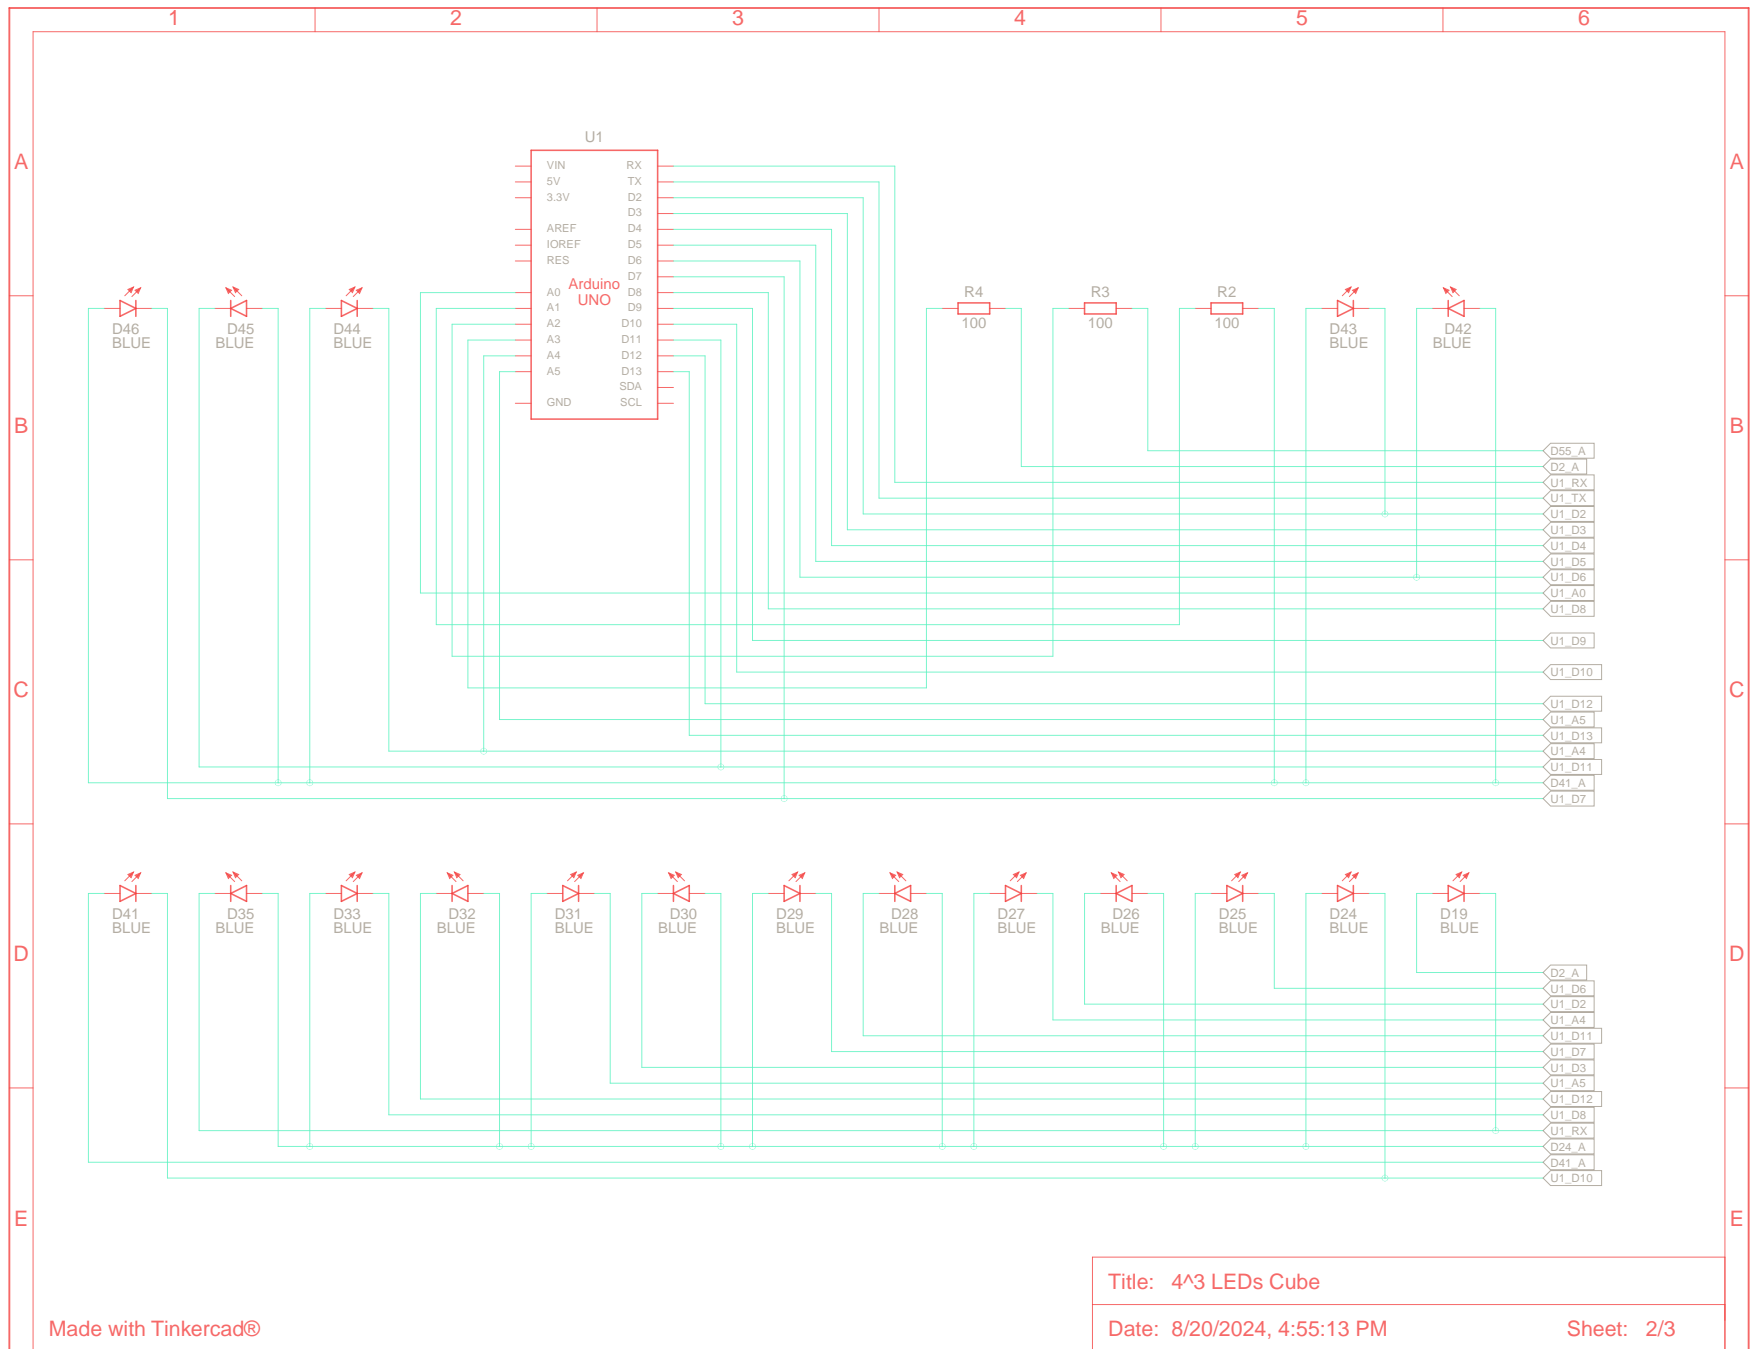 1 2 3 4 5 6
U1
A A
VIN RX
5V TX
3.3V D2
D3
AREF D4
IOREF D5
RES D6
D7
Arduino
UNO
A0 D8
A1 D9
A2 D10
A3 D11
A4 D12
A5 D13
SDA
GND SCL
R4 R3 R2
100 100 100
D46 D45 D44 D43 D42
BLUE BLUE BLUE BLUE BLUE
B B
D55_A
D2_A
U1_RX
U1_TX
U1_D2
U1_D3
U1_D4
U1_D5
U1_D6
U1_A0
U1_D8
U1_D9
U1_D10
C C
U1_D12
U1_A5
U1_D13
U1_A4
U1_D11
D41_A
U1_D7
D41 D35 D33 D32 D31 D30 D29 D28 D27 D26 D25 D24 D19
BLUE BLUE BLUE BLUE BLUE BLUE BLUE BLUE BLUE BLUE BLUE BLUE BLUE
D D
D2_A
U1_D6
U1_D2
U1_A4
U1_D11
U1_D7
U1_D3
U1_A5
U1_D12
U1_D8
U1_RX
D24_A
D41_A
U1_D10
E E
Title: 4^3 LEDs Cube
Made with Tinkercad®
Date: 8/20/2024, 4:55:13 PM Sheet: 2/3